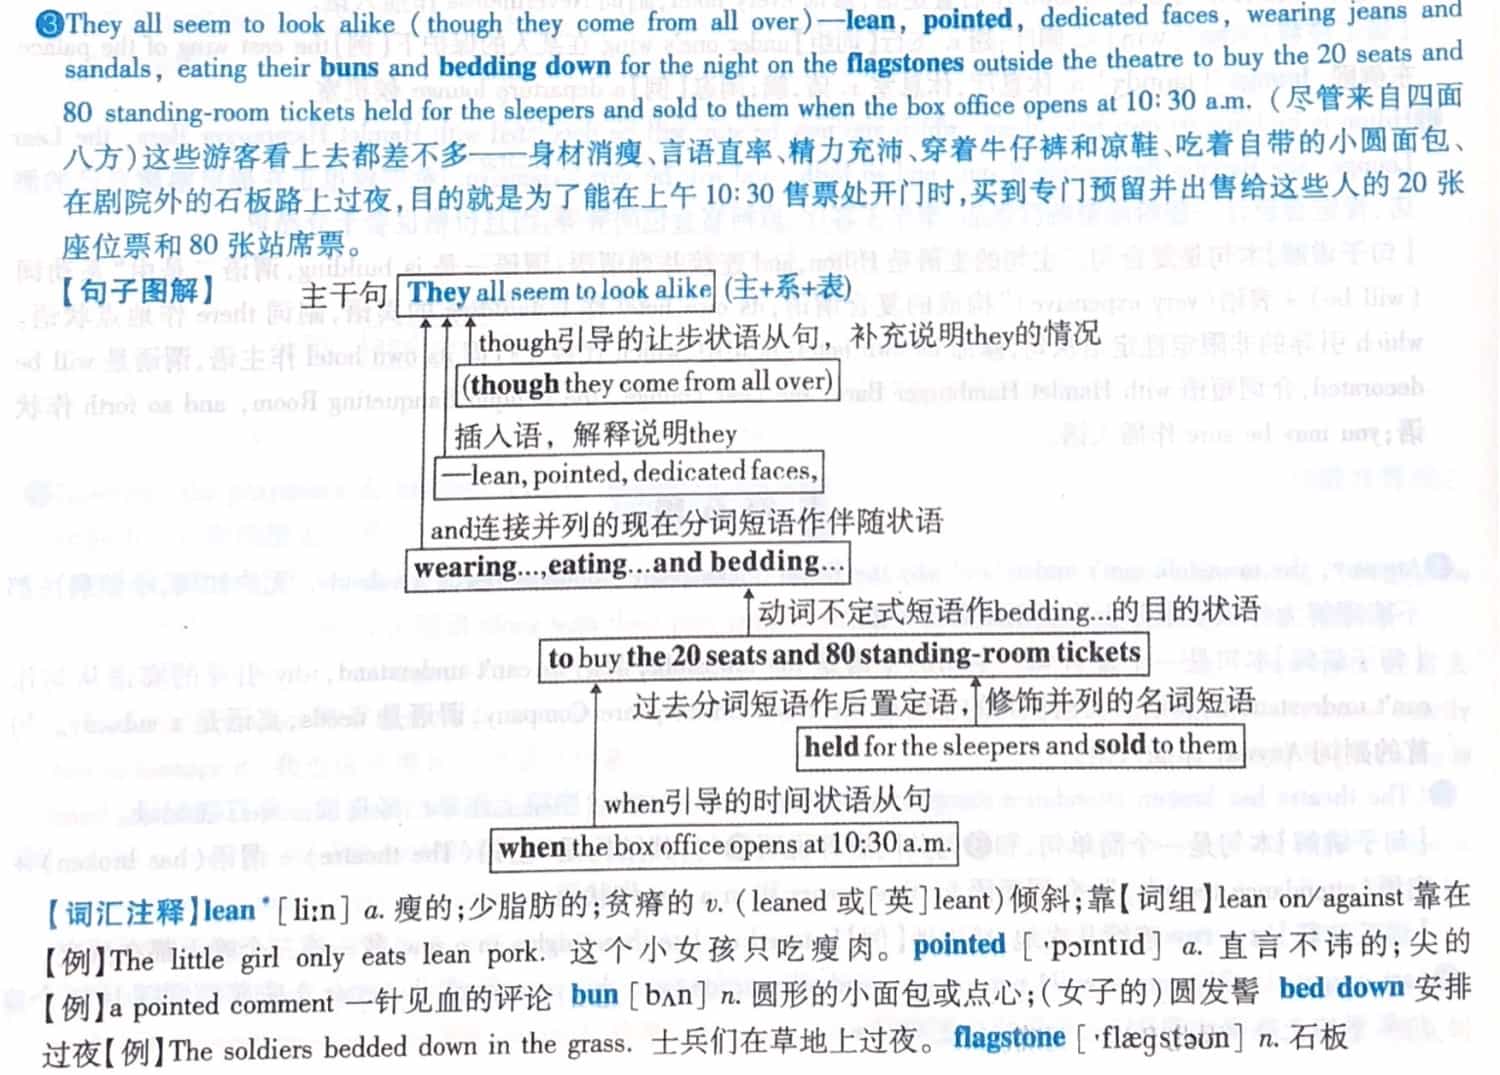 ③They all seem to look alike (though they come from all over)—lean, pointed, dedicated faces, wearing jeans and
sandals, eating their buns and bedding down for the night on the flagstones outside the theatre to buy the 20 seats and
80 standing-room tickets held for the sleepers and sold to them when the box office opens at 10:30 a.m. (尽管来自四面
八方)这些游客看上去都差不多——身材消瘦、言语直率、精力充沛、穿着牛仔裤和凉鞋、吃着自带的小圆面包、
在剧院外的石板路上过夜,目的就是为了能在上午 10:30 售票处开门时,买到专门预留并出售给这些人的 20 张
座位票和 80 张站席票。
【句子图解】 主干句 They all seem to look alike (主+系+表)
though引导的让步状语从句，补充说明they的情况
(though they come from all over)
插入语，解释说明they
—lean, pointed, dedicated faces,
and连接并列的现在分词短语作伴随状语
wearing...,eating...and bedding...
动词不定式短语作bedding...的目的状语
to buy the 20 seats and 80 standing-room tickets
过去分词短语作后置定语，修饰并列的名词短语
held for the sleepers and sold to them
when引导的时间状语从句
when the box office opens at 10:30 a.m.
【词汇注释】lean* [liːn] a. 瘦的;少脂肪的;贫瘠的 v. (leaned 或[英]leant)倾斜;靠【词组】lean on/against 靠在
【例】The little girl only eats lean pork. 这个小女孩只吃瘦肉。 pointed ['pɔɪntɪd] a. 直言不讳的;尖的
【例】a pointed comment 一针见血的评论 bun [bʌn] n. 圆形的小面包或点心;(女子的)圆发髻 bed down 安排
过夜【例】The soldiers bedded down in the grass. 士兵们在草地上过夜。 flagstone ['flægstəʊn] n. 石板